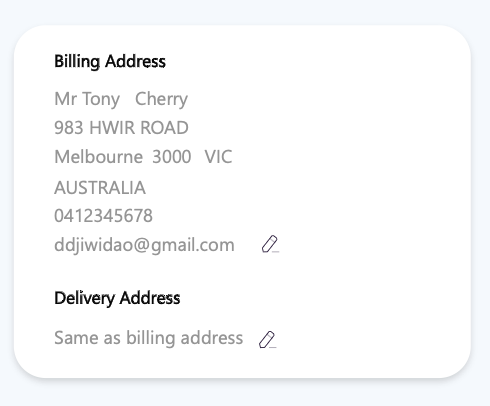 Billing Address
Mr Tony Cherry
983 HWIR ROAD
Melbourne 3000 VIC
AUSTRALIA
0412345678
ddjiwidao@gmail.com
Delivery Address
Same as billing address